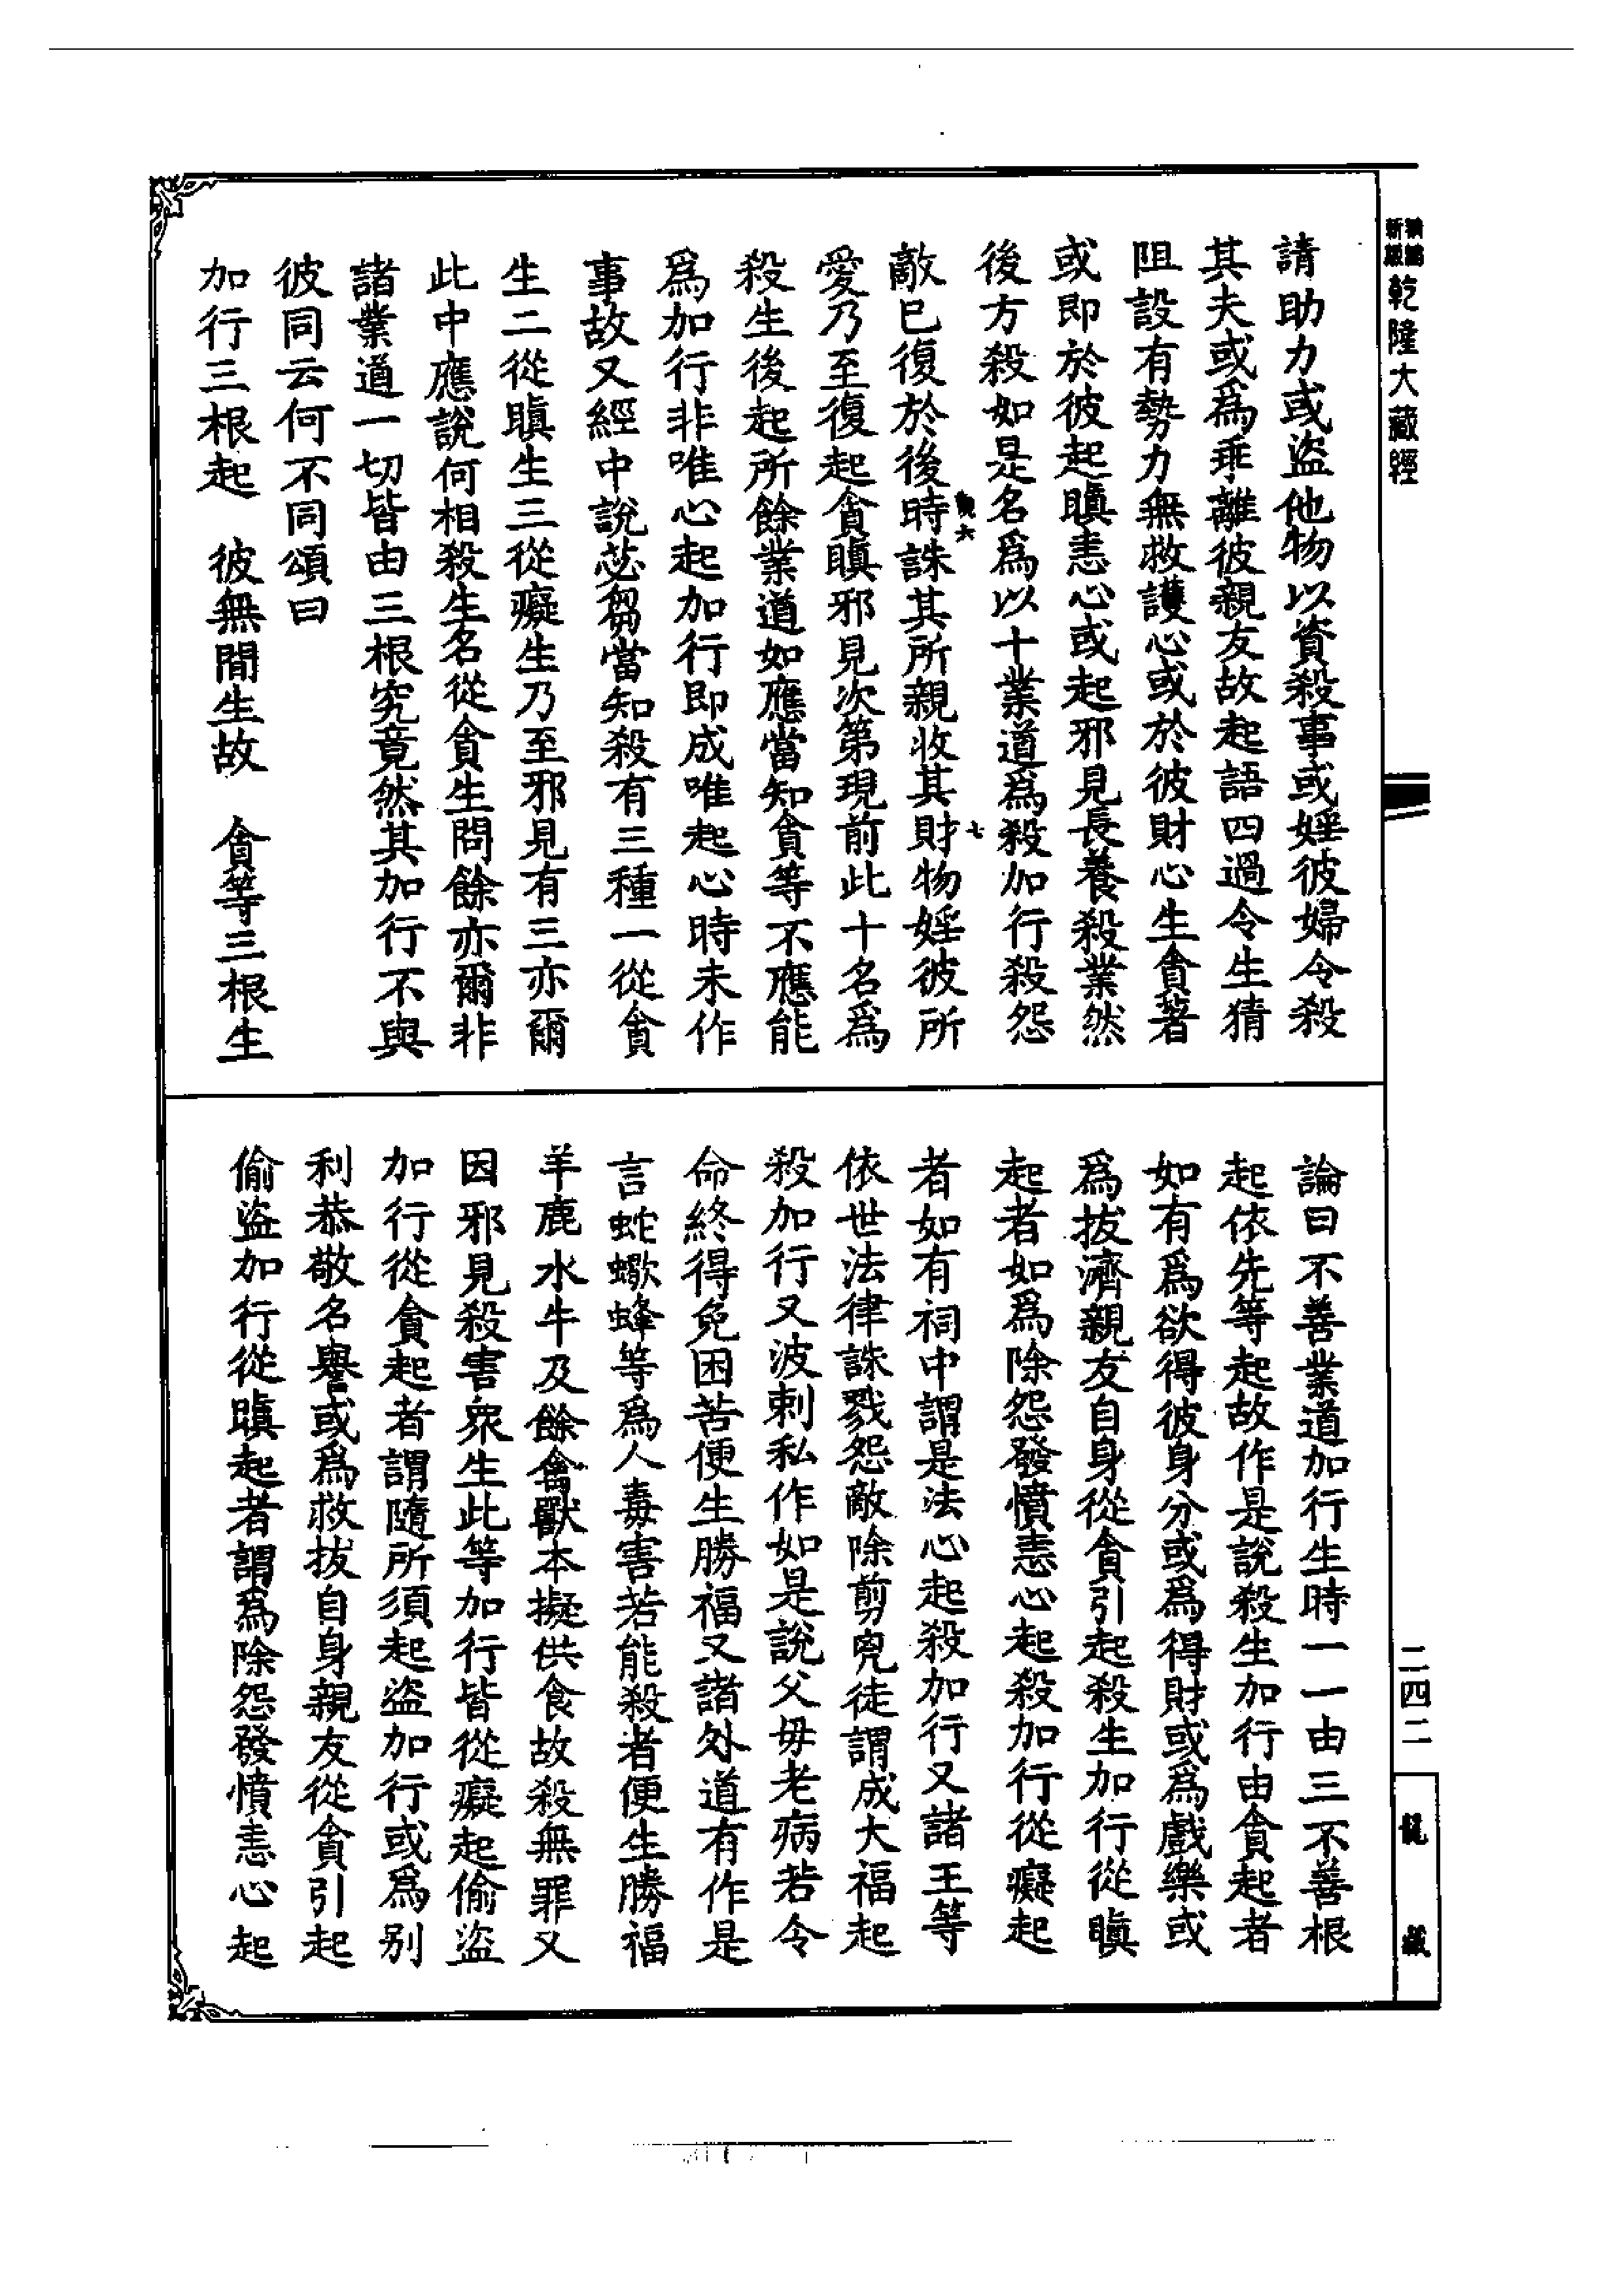 乾隆大藏經
請助力或盜他物以資殺事或婬彼婦令殺
其夫或爲乖離彼親友故起語四過令生猜
阻設有勢力無救護心或於彼財心生貪著
或即於彼起瞋恚心或起邪見長養殺業然
後方殺如是名爲以十業道爲殺加行殺怨
敵已復於後時誅其所親收其財物婬彼所
愛乃至復起貪瞋邪見次第現前此十名爲
殺生後起所餘業道如應當知貪等不應能
爲加行非唯心起加行即成唯起心時未作
事故又經中說苾芻當知殺有三種一從貪
生二從瞋生三從癡生乃至邪見有三亦爾
此中應說何相殺生名從貪生問餘亦爾非
諸業道一切皆由三根究竟然其加行不與
彼同云何不同頌曰
加行三根起　彼無間生故　貪等三根生
論曰不善業道加行生時一一由三不善根
起依先等起故作是說殺生加行由貪起者
如有爲欲得彼身分或爲得財或爲戲樂或
爲拔濟親友自身從貪引起殺生加行從瞋
起者如爲除怨發憤恚心起殺加行從癡起
者如有祠中謂是法心起殺加行又諸王等
依世法律誅戮怨敵除剪兇徒謂成大福起
殺加行又波剌私作如是說父母老病若令
命終得免困苦便生勝福又諸外道有作是
言蛇蠍蜂等爲人毒害若能殺者便生勝福
羊鹿水牛及餘禽獸本擬供食故殺無罪又
因邪見殺害衆生此等加行皆從癡起偷盜
加行從貪起者謂隨所須起盜加行或爲別
利恭敬名譽或爲救拔自身親友從貪引起
偷盜加行從瞋起者謂爲除怨發憤恚心起
二四二
龍藏